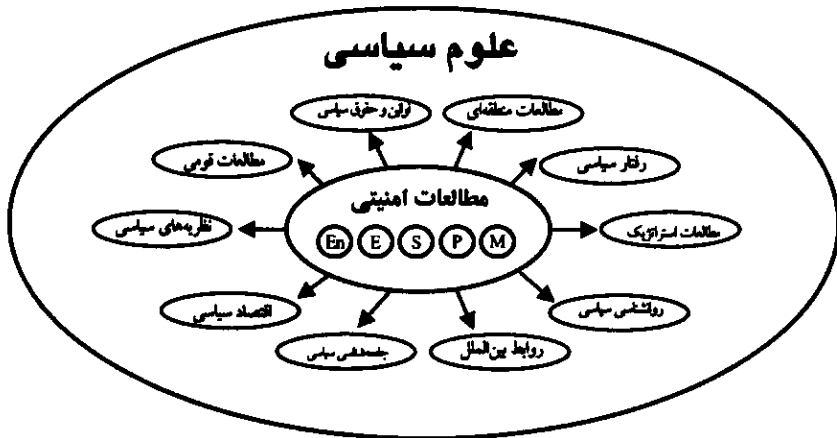 علوم سیاسی
مطالعات منطقه‌ای
قوانین و حقوق سیاسی
رفتار سیاسی
مطالعات قومی
مطالعات امنیتی
مطالعات استراتژیک
نظریه‌های سیاسی
En E S P M
روانشناسی سیاسی
اقتصاد سیاسی
روابط بین‌الملل
جامعه‌شناسی سیاسی